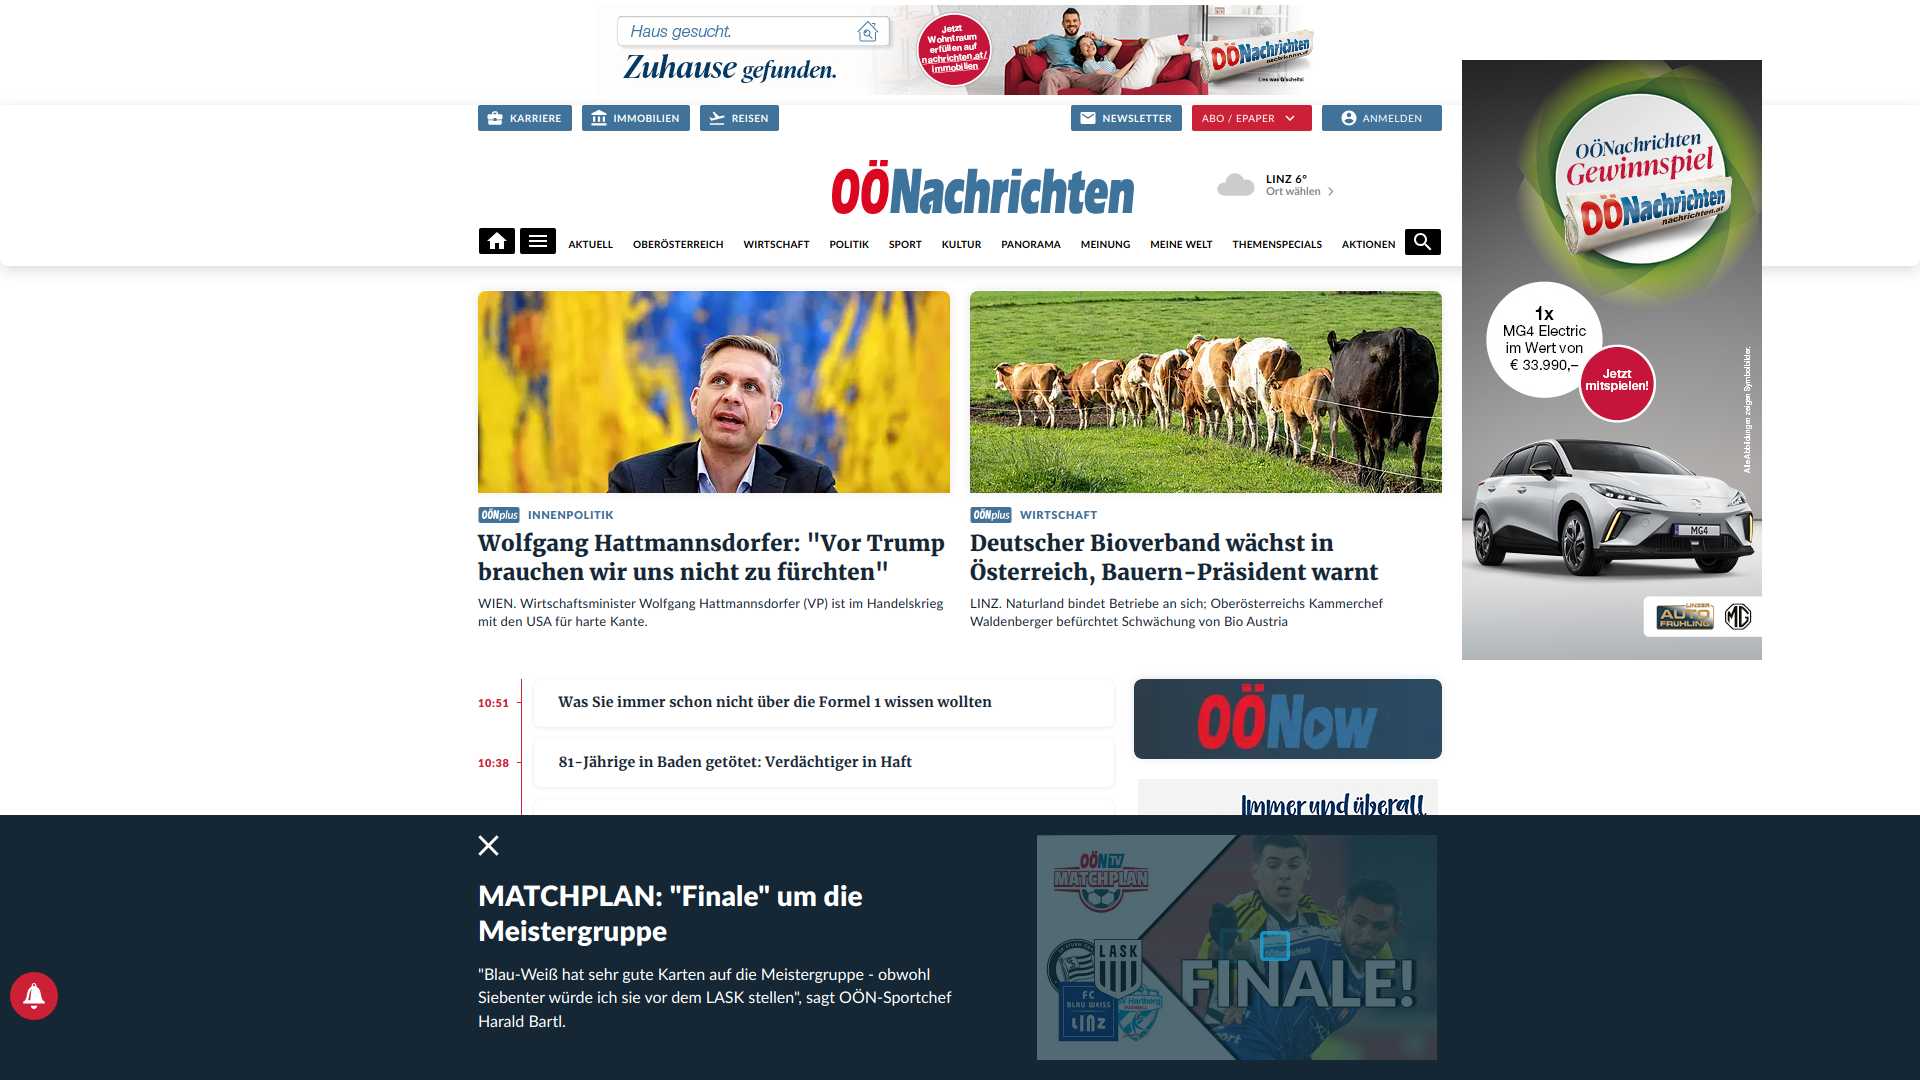 Haus gesucht.
Zuhause gefunden.
Jetzt
Wohntraum
erfüllen auf
nachrichten.at/
immobilien
OÖNachrichten
nachrichten.at
Lies was G'scheits!
KARRIERE
IMMOBILIEN
REISEN
NEWSLETTER
ABO / EPAPER
ANMELDEN
OÖNachrichten
LINZ 6°
Ort wählen
AKTUELL
OBERÖSTERREICH
WIRTSCHAFT
POLITIK
SPORT
KULTUR
PANORAMA
MEINUNG
MEINE WELT
THEMENSPECIALS
AKTIONEN
OÖNachrichten
Gewinnspiel
OÖNachrichten
nachrichten.at
1x
MG4 Electric
im Wert von
€ 33.990,–
Jetzt
mitspielen!
Alle Abbildungen zeigen Symbolbilder.
MG4
LINZER
AUTO
FRÜHLING
MG
OÖNplus INNENPOLITIK
Wolfgang Hattmannsdorfer: "Vor Trump
brauchen wir uns nicht zu fürchten"
WIEN. Wirtschaftsminister Wolfgang Hattmannsdorfer (VP) ist im Handelskrieg
mit den USA für harte Kante.
OÖNplus WIRTSCHAFT
Deutscher Bioverband wächst in
Österreich, Bauern-Präsident warnt
LINZ. Naturland bindet Betriebe an sich; Oberösterreichs Kammerchef
Waldenberger befürchtet Schwächung von Bio Austria
10:51
Was Sie immer schon nicht über die Formel 1 wissen wollten
10:38
81-Jährige in Baden getötet: Verdächtiger in Haft
OÖNow
Immer und überall
MATCHPLAN: "Finale" um die
Meistergruppe
"Blau-Weiß hat sehr gute Karten auf die Meistergruppe - obwohl
Siebenter würde ich sie vor dem LASK stellen", sagt OÖN-Sportchef
Harald Bartl.
OÖN TV
MATCHPLAN
LASK
FC
BLAU WEISS
LINZ
Hartberg
FINALE!